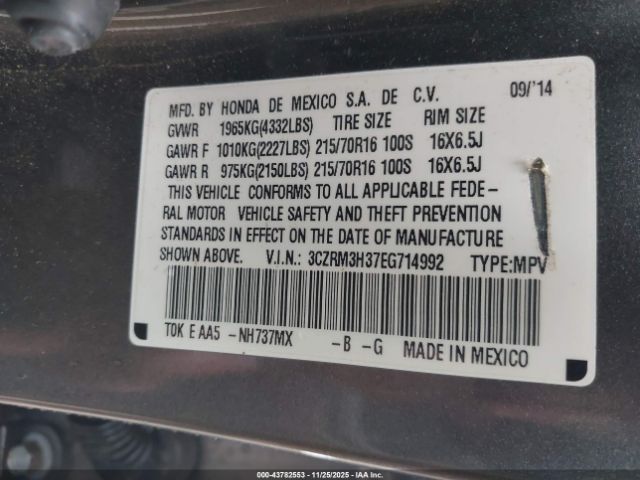 MFD. BY HONDA DE MEXICO S.A. DE C.V. 09/'14
GVWR 1965KG(4332LBS) TIRE SIZE RIM SIZE
GAWR F 1010KG(2227LBS) 215/70R16 100S 16X6.5J
GAWR R 975KG(2150LBS) 215/70R16 100S 16X6.5J
THIS VEHICLE CONFORMS TO ALL APPLICABLE FEDE-
RAL MOTOR VEHICLE SAFETY AND THEFT PREVENTION
STANDARDS IN EFFECT ON THE DATE OF MANUFACTURE
SHOWN ABOVE. V.I.N.: 3CZRM3H37EG714992 TYPE:MPV
T0K E AA5 -NH737MX -B -G MADE IN MEXICO
000-43782553 - 11/25/2025 - COPYRIGHT IAA, LLC